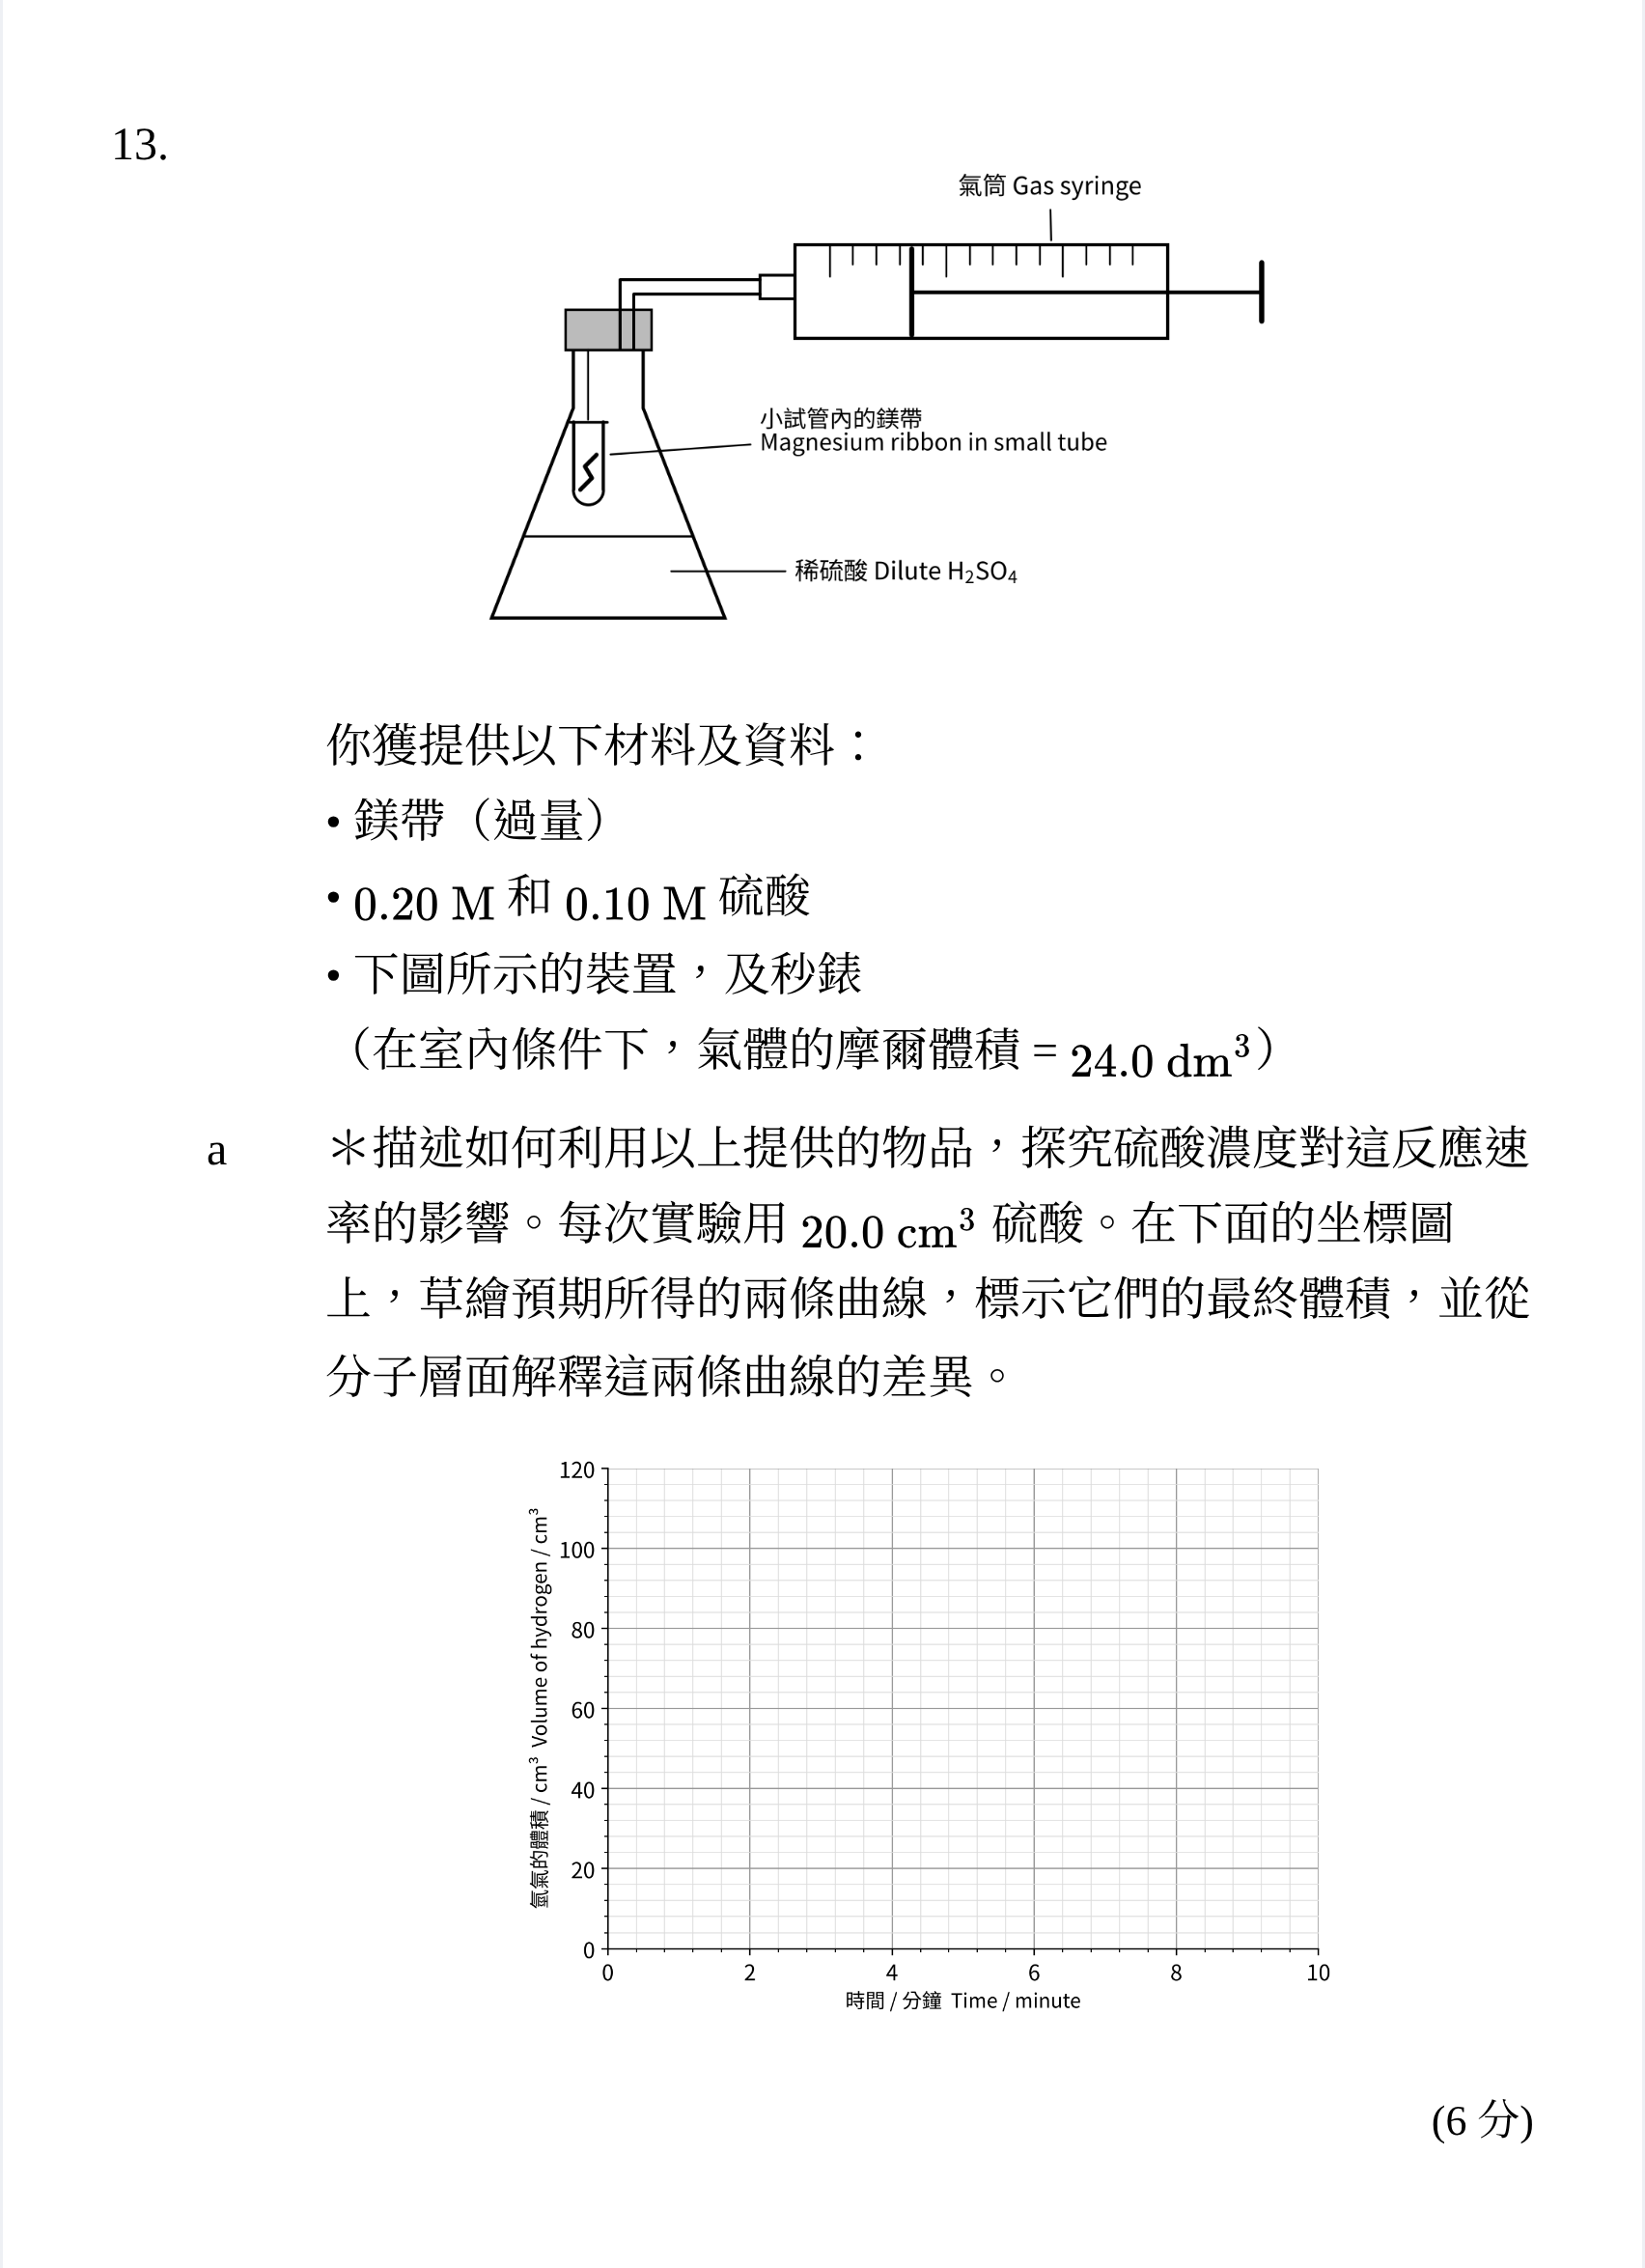 13.
氣筒 Gas syringe
小試管內的鎂帶
Magnesium ribbon in small tube
稀硫酸 Dilute H₂SO₄
你獲提供以下材料及資料：
• 鎂帶（過量）
• 0.20 M 和 0.10 M 硫酸
• 下圖所示的裝置，及秒錶
（在室內條件下，氣體的摩爾體積 = 24.0 dm³）
a ＊描述如何利用以上提供的物品，探究硫酸濃度對這反應速
率的影響。每次實驗用 20.0 cm³ 硫酸。在下面的坐標圖
上，草繪預期所得的兩條曲線，標示它們的最終體積，並從
分子層面解釋這兩條曲線的差異。
氫氣的體積 / cm³ Volume of hydrogen / cm³
120
100
80
60
40
20
0
0 2 4 6 8 10
時間 / 分鐘 Time / minute
(6 分)